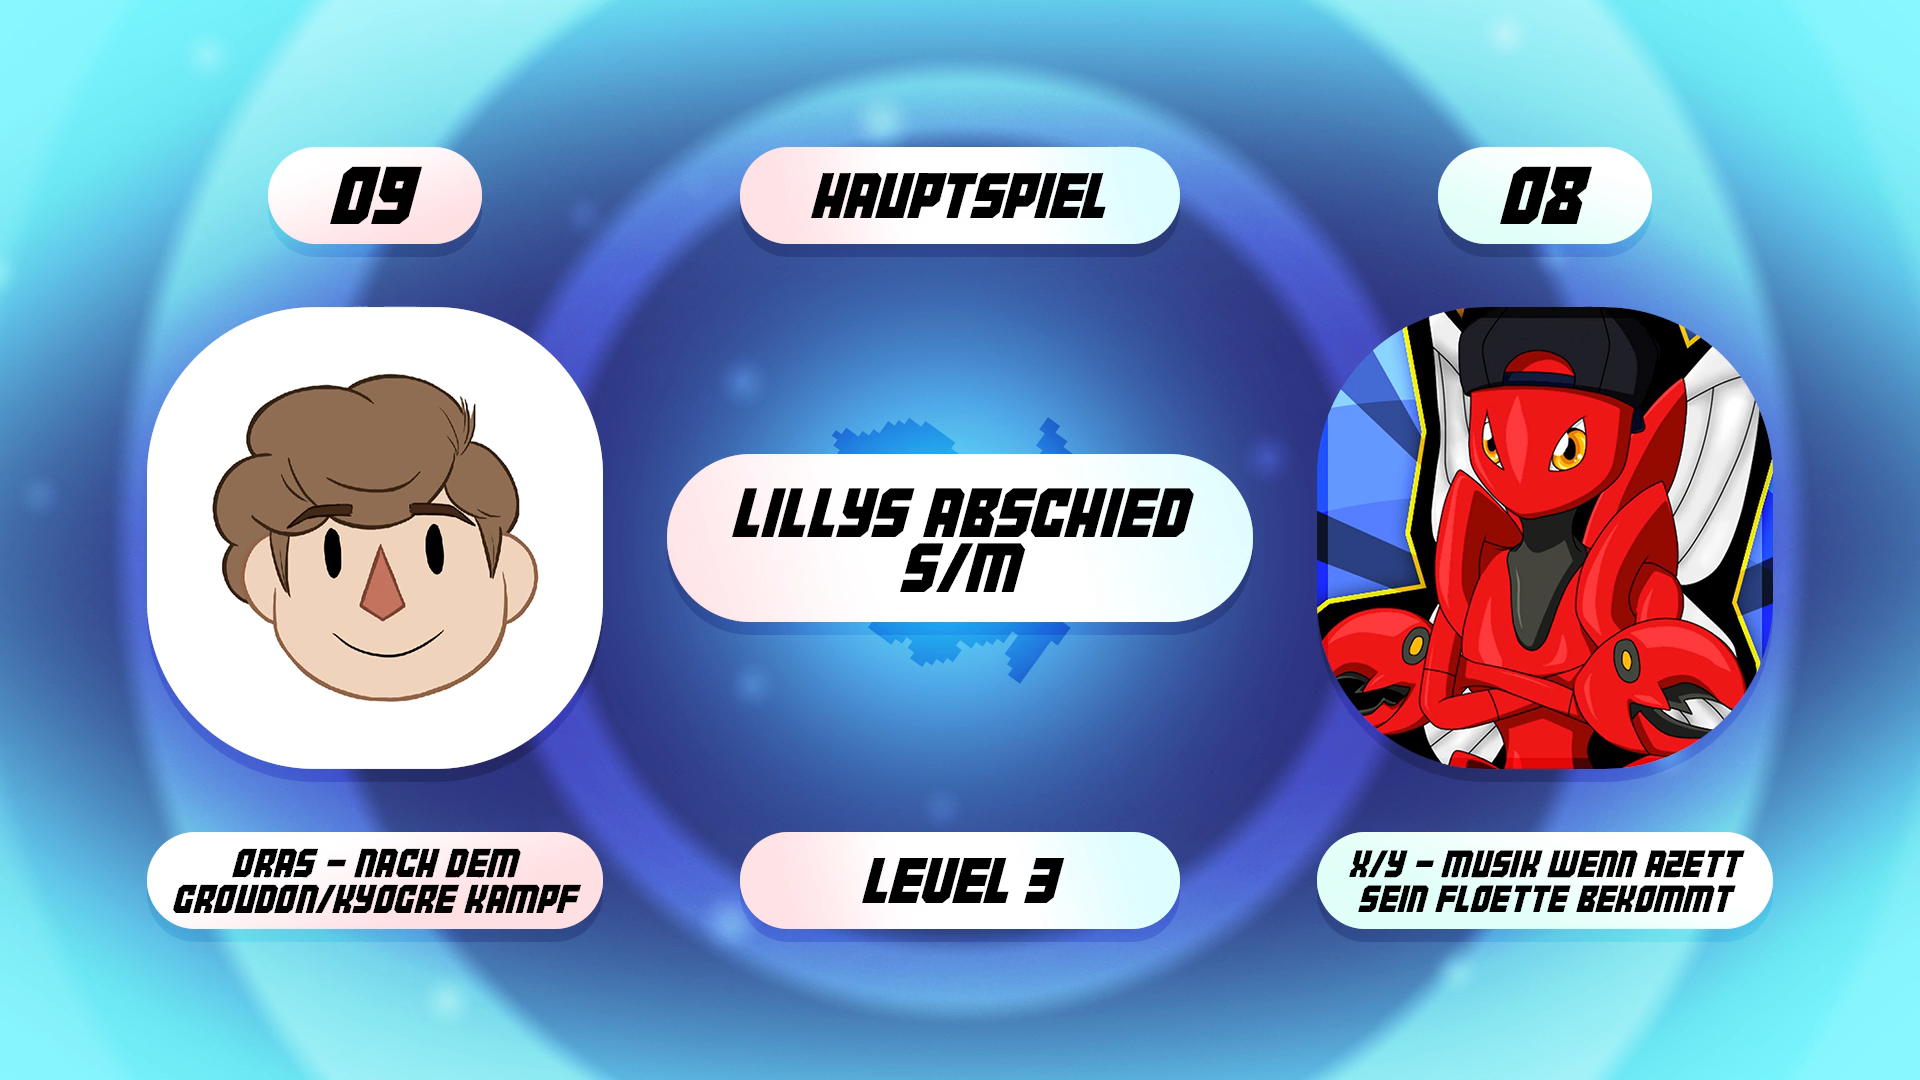 09
HAUPTSPIEL
08
LILLYS ABSCHIED
S/M
ORAS – NACH DEM
GROUDON/KYOGRE KAMPF
LEVEL 3
X/Y – MUSIK WENN AZETT
SEIN FLOETTE BEKOMMT